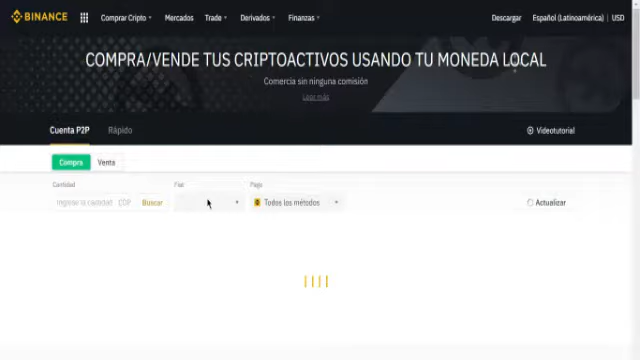 BINANCE Comprar Cripto Mercados Trade Derivados Finanzas Descargar Español (Latinoamérica) | USD
COMPRA/VENDE TUS CRIPTOACTIVOS USANDO TU MONEDA LOCAL
Comercia sin ninguna comisión
Leer más
Cuenta P2P Rápido Videotutorial
Compra Venta
Cantidad Fiat Pago
Ingresar la cantidad Buscar Todos los métodos Actualizar